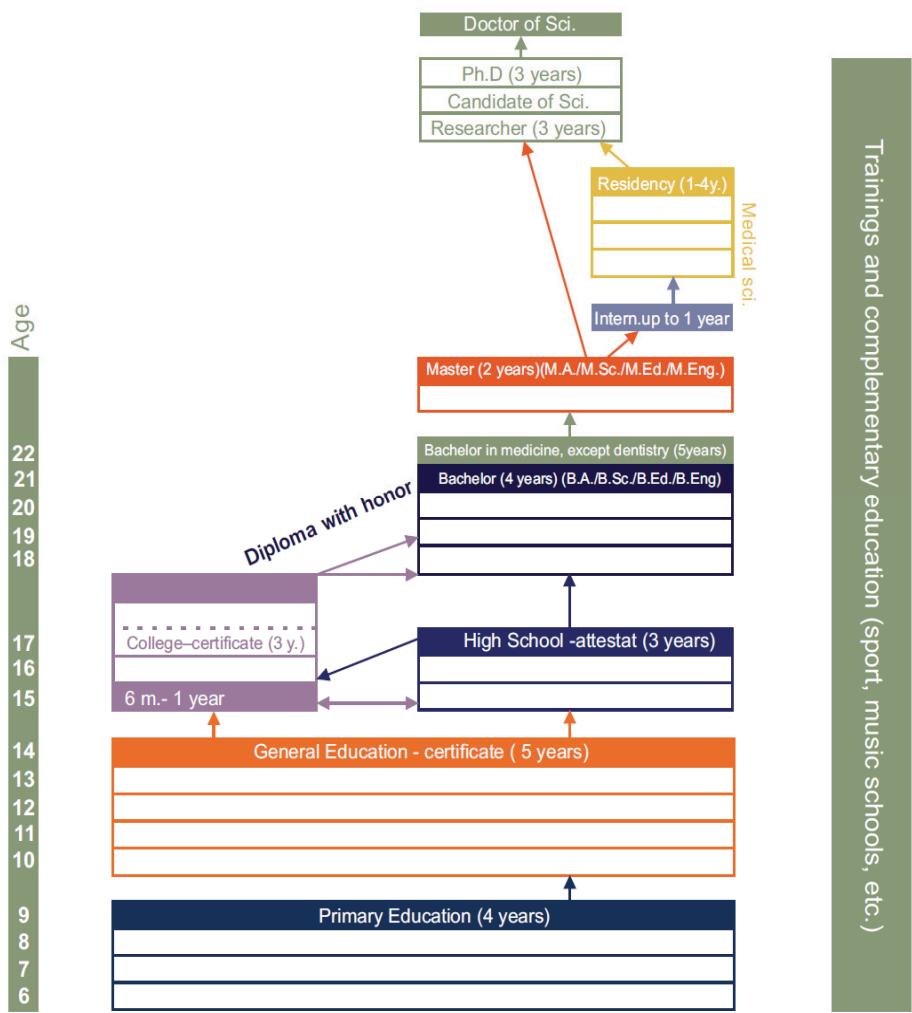 Doctor of Sci.
Ph.D (3 years)
Candidate of Sci.
Researcher (3 years)
Residency (1-4y.)
Medical sci.
Intern.up to 1 year
Master (2 years)(M.A./M.Sc./M.Ed./M.Eng.)
Age
22
Bachelor in medicine, except dentistry (5years)
21
Bachelor (4 years) (B.A./B.Sc./B.Ed./B.Eng)
20
Diploma with honor
19
18
17
College–certificate (3 y.)
High School -attestat (3 years)
16
15
6 m.- 1 year
14
General Education - certificate ( 5 years)
13
12
11
10
9
Primary Education (4 years)
8
7
6
Trainings and complementary education (sport, music schools, etc.)